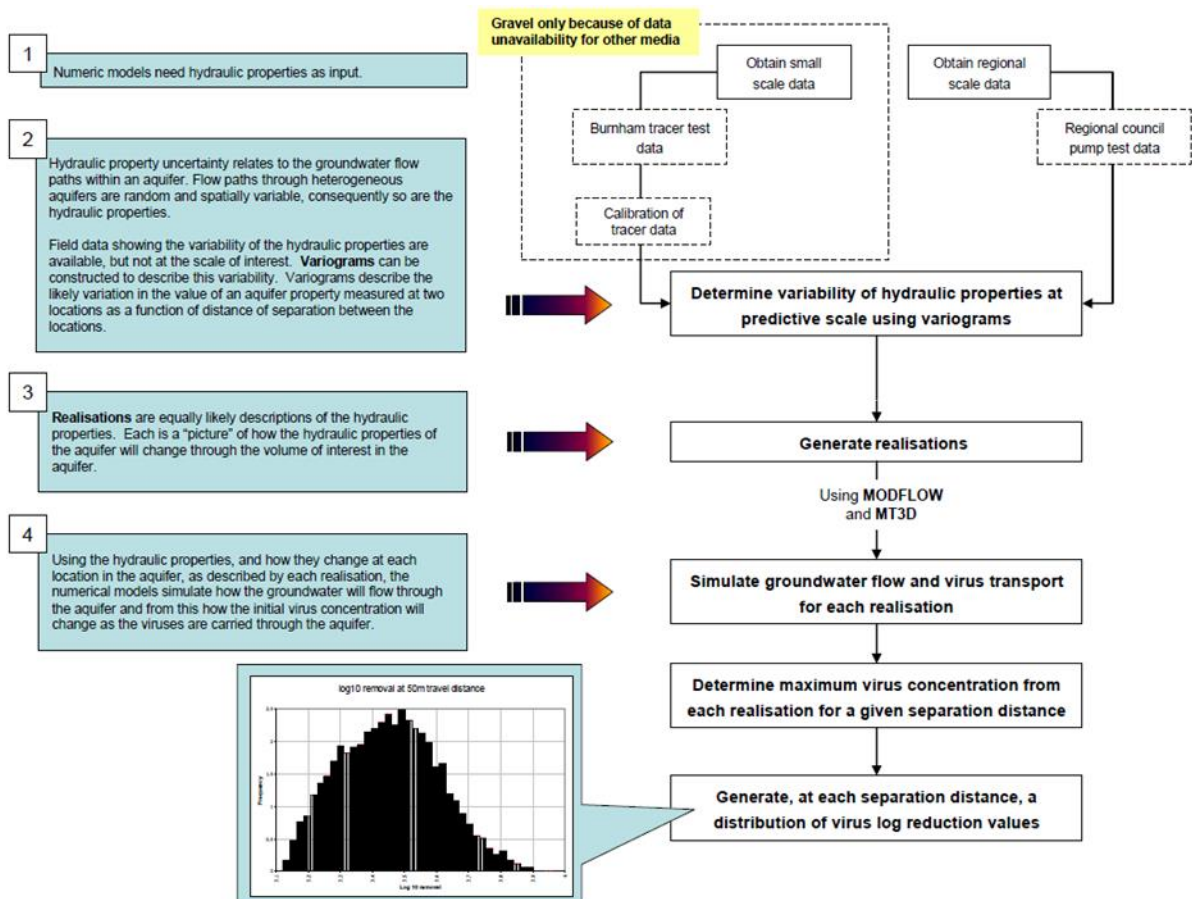 Gravel only because of data
unavailability for other media
1
Numeric models need hydraulic properties as input.
Obtain small
scale data
Obtain regional
scale data
Burnham tracer test
data
Regional council
pump test data
Calibration of
tracer data
2
Hydraulic property uncertainty relates to the groundwater flow
paths within an aquifer. Flow paths through heterogeneous
aquifers are random and spatially variable, consequently so are the
hydraulic properties.
Field data showing the variability of the hydraulic properties are
available, but not at the scale of interest. Variograms can be
constructed to describe this variability. Variograms describe the
likely variation in the value of an aquifer property measured at two
locations as a function of distance of separation between the
locations.
Determine variability of hydraulic properties at
predictive scale using variograms
3
Realisations are equally likely descriptions of the hydraulic
properties. Each is a "picture" of how the hydraulic properties of
the aquifer will change through the volume of interest in the
aquifer.
Generate realisations
Using MODFLOW
and MT3D
4
Using the hydraulic properties, and how they change at each
location in the aquifer, as described by each realisation, the
numerical models simulate how the groundwater will flow through
the aquifer and from this how the initial virus concentration will
change as the viruses are carried through the aquifer.
Simulate groundwater flow and virus transport
for each realisation
Determine maximum virus concentration from
each realisation for a given separation distance
Generate, at each separation distance, a
distribution of virus log reduction values
log10 removal at 50m travel distance
Frequency
Log 10 removal